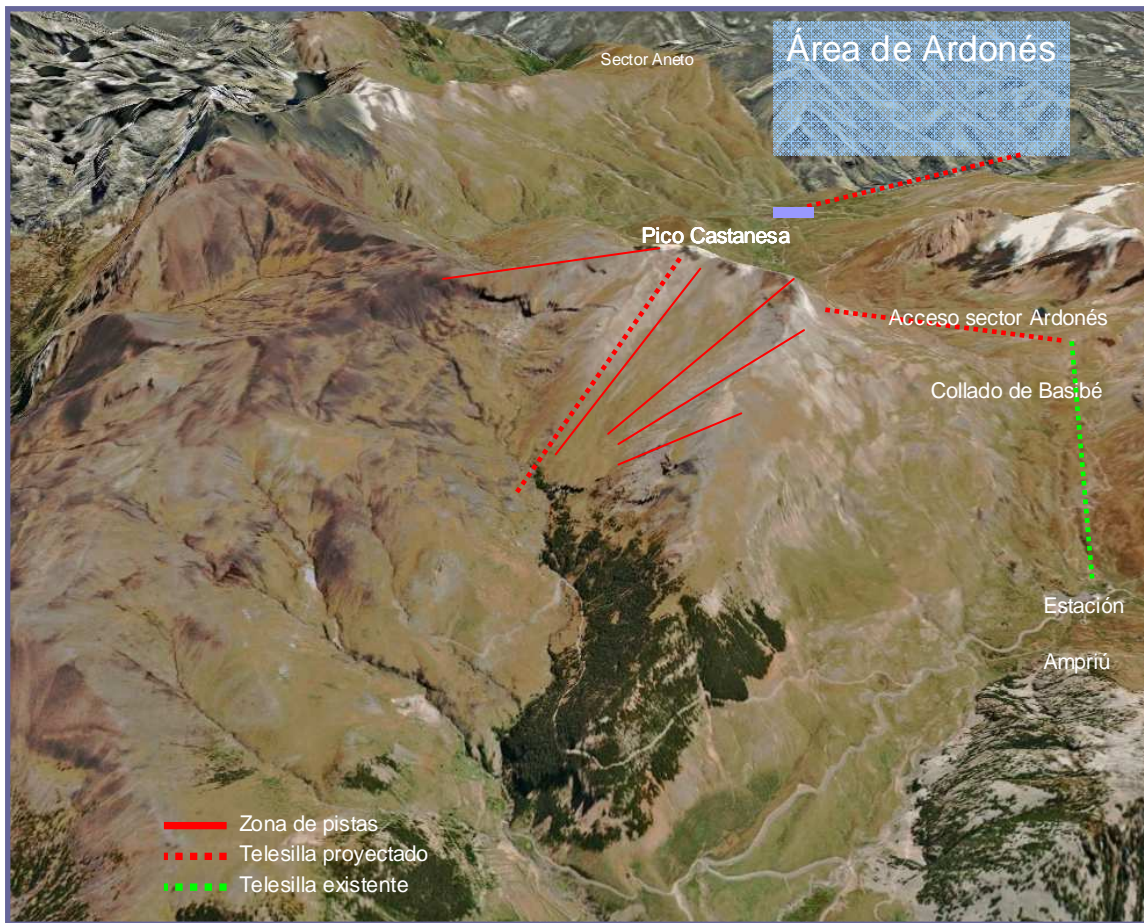 Área de Ardonés
Sector Aneto
Pico Castanesa
Acceso sector Ardonés
Collado de Basibé
Estación
Ampriú
Zona de pistas
Telesilla proyectado
Telesilla existente